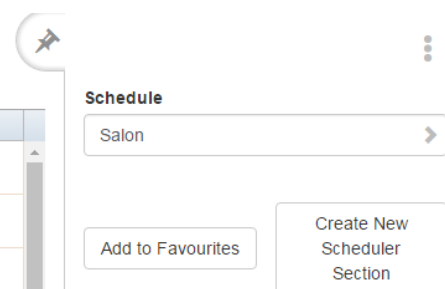 Schedule
Salon
Add to Favourites
Create New
Scheduler
Section